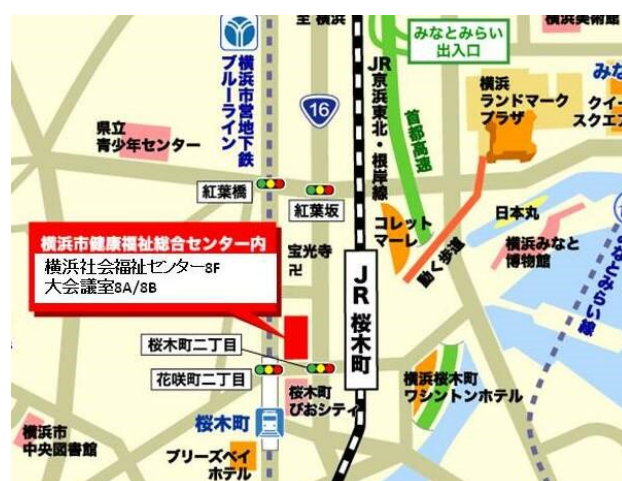 至 横浜
横浜市営地下鉄
ブルーライン
16
JR京浜東北・根岸線
首都高速
みなとみらい
出入口
横浜美術館
横浜
ランドマーク
プラザ
みな
クイー
スクエア
県立
青少年センター
紅葉橋
紅葉坂
コレット
マーレ
動く歩道
日本丸
横浜みなと
博物館
みなとみらい線
横浜市健康福祉総合センター内
横浜社会福祉センター8F
大会議室8A/8B
宝光寺
卍
JR 桜木町
桜木町二丁目
花咲町二丁目
桜木町
ぴおシティ
横浜桜木町
ワシントンホテル
桜木町
横浜市
中央図書館
ブリーズベイ
ホテル